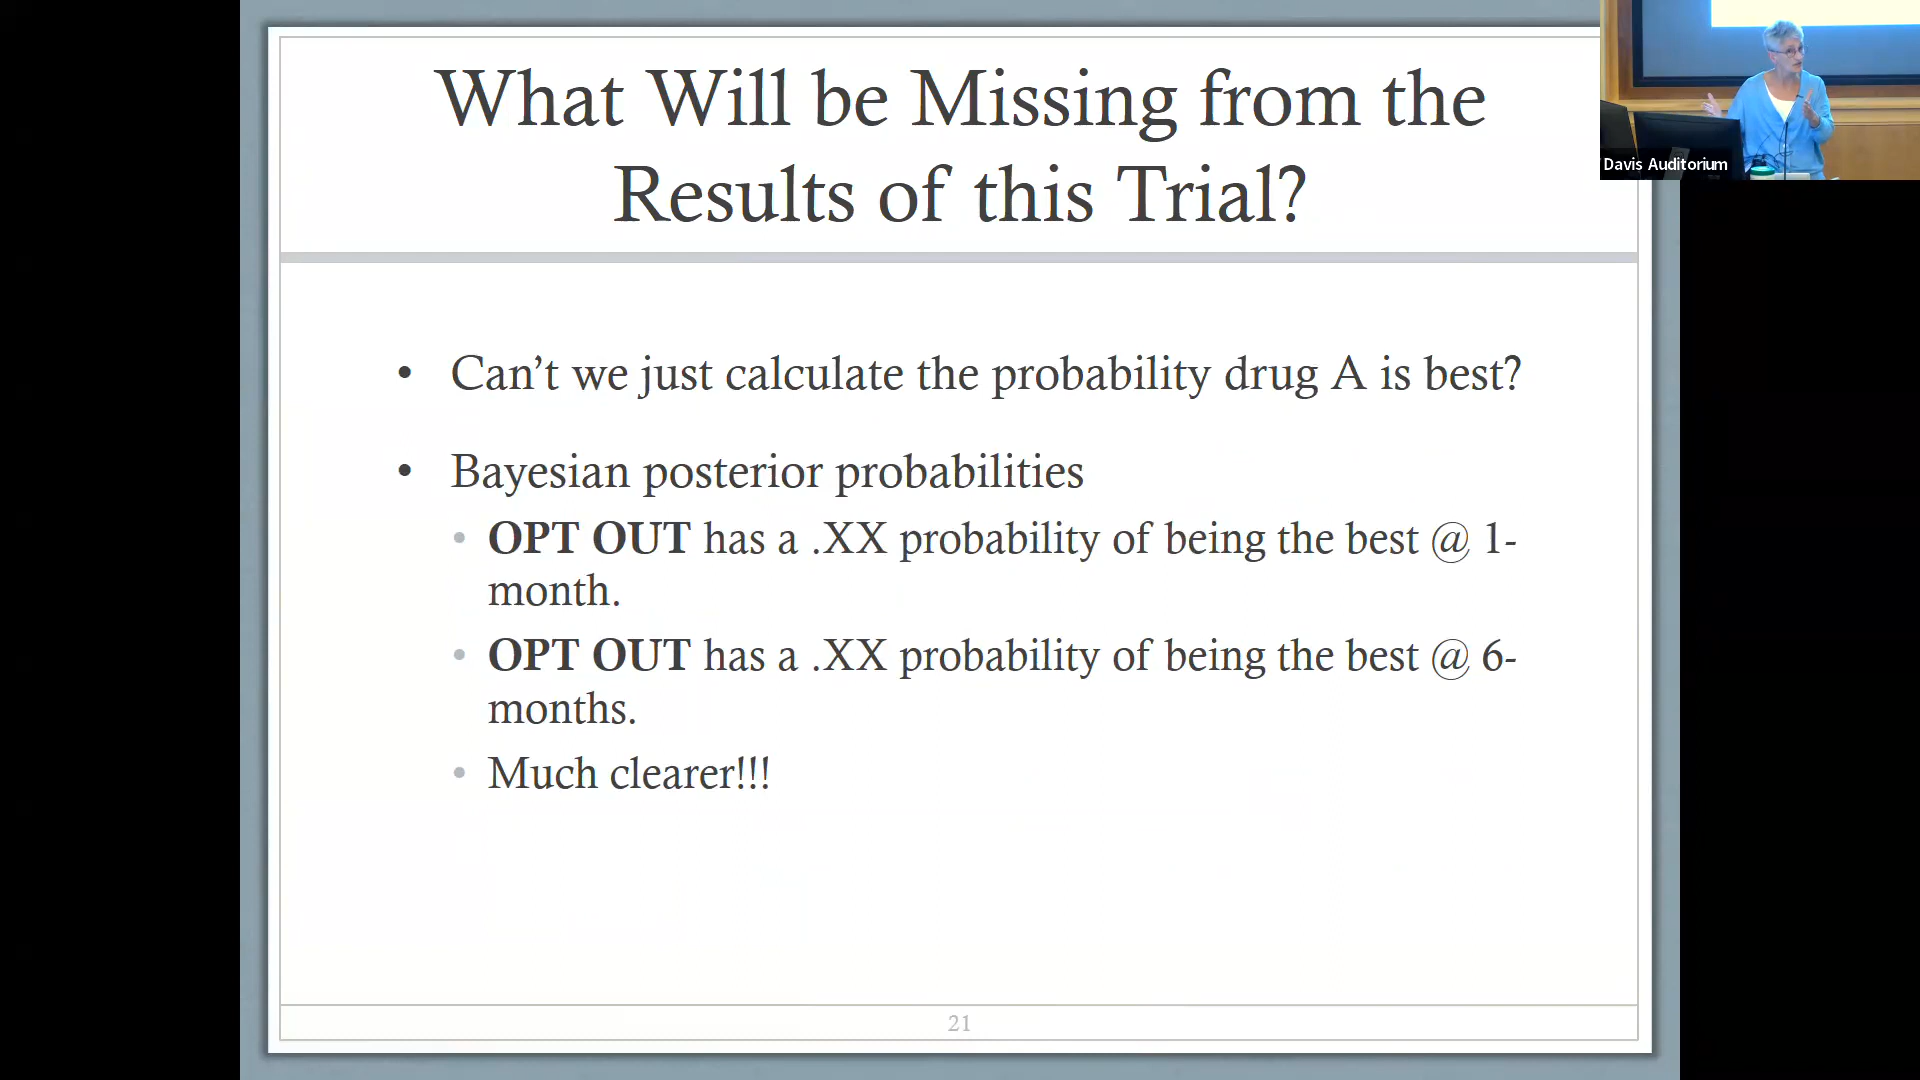 What Will be Missing from the
Results of this Trial?
Davis Auditorium
• Can’t we just calculate the probability drug A is best?
• Bayesian posterior probabilities
• OPT OUT has a .XX probability of being the best @ 1-
month.
• OPT OUT has a .XX probability of being the best @ 6-
months.
• Much clearer!!!
21